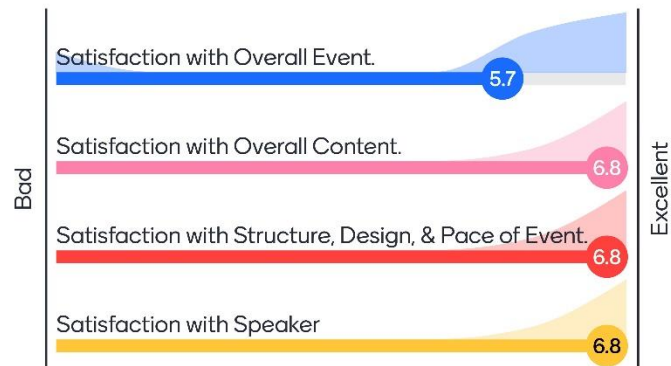 Satisfaction with Overall Event.
5.7
Satisfaction with Overall Content.
6.8
Satisfaction with Structure, Design, & Pace of Event.
6.8
Satisfaction with Speaker
6.8
Bad
Excellent